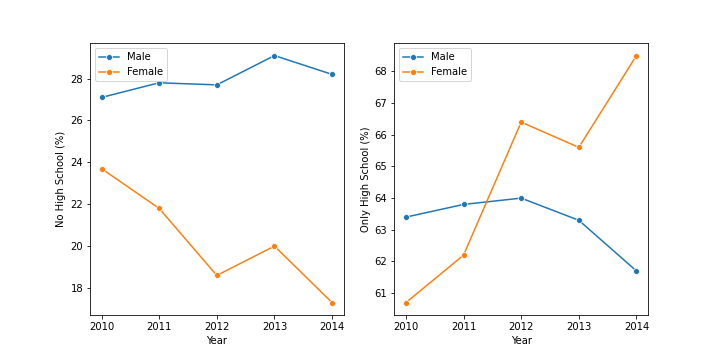 Male
Female
28
26
24
22
20
18
No High School (%)
2010 2011 2012 2013 2014
Year
Male
Female
68
67
66
65
64
63
62
61
Only High School (%)
2010 2011 2012 2013 2014
Year